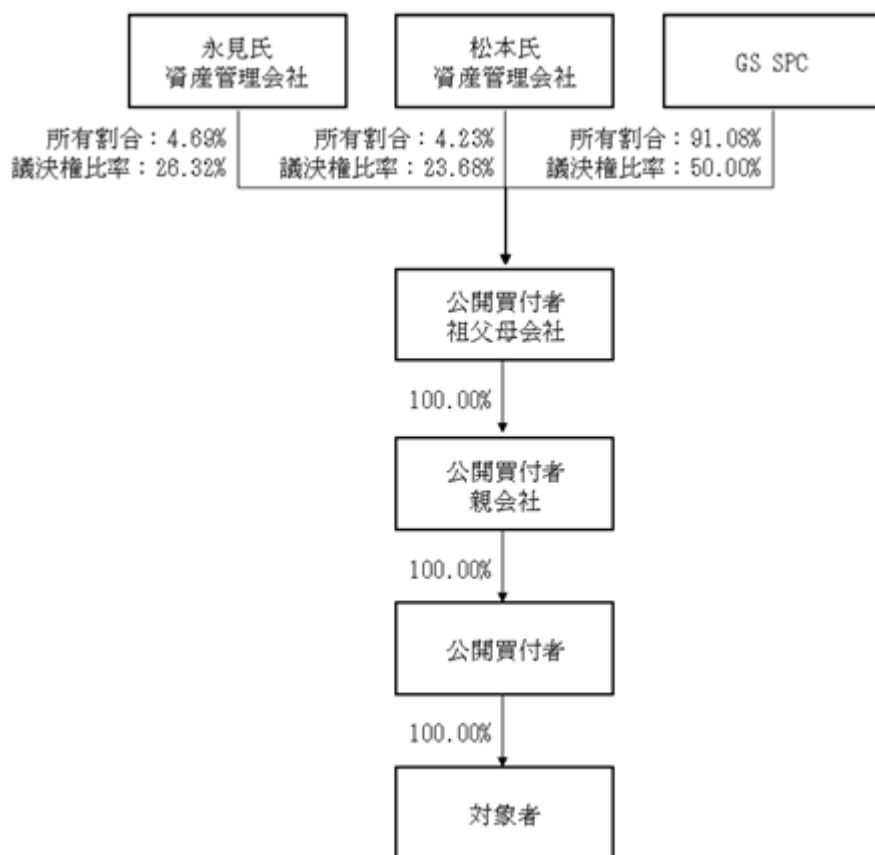 永見氏
資産管理会社
松本氏
資産管理会社
GS SPC
所有割合：4.69%
議決権比率：26.32%
所有割合：4.23%
議決権比率：23.68%
所有割合：91.08%
議決権比率：50.00%
公開買付者
祖父母会社
100.00%
公開買付者
親会社
100.00%
公開買付者
100.00%
対象者